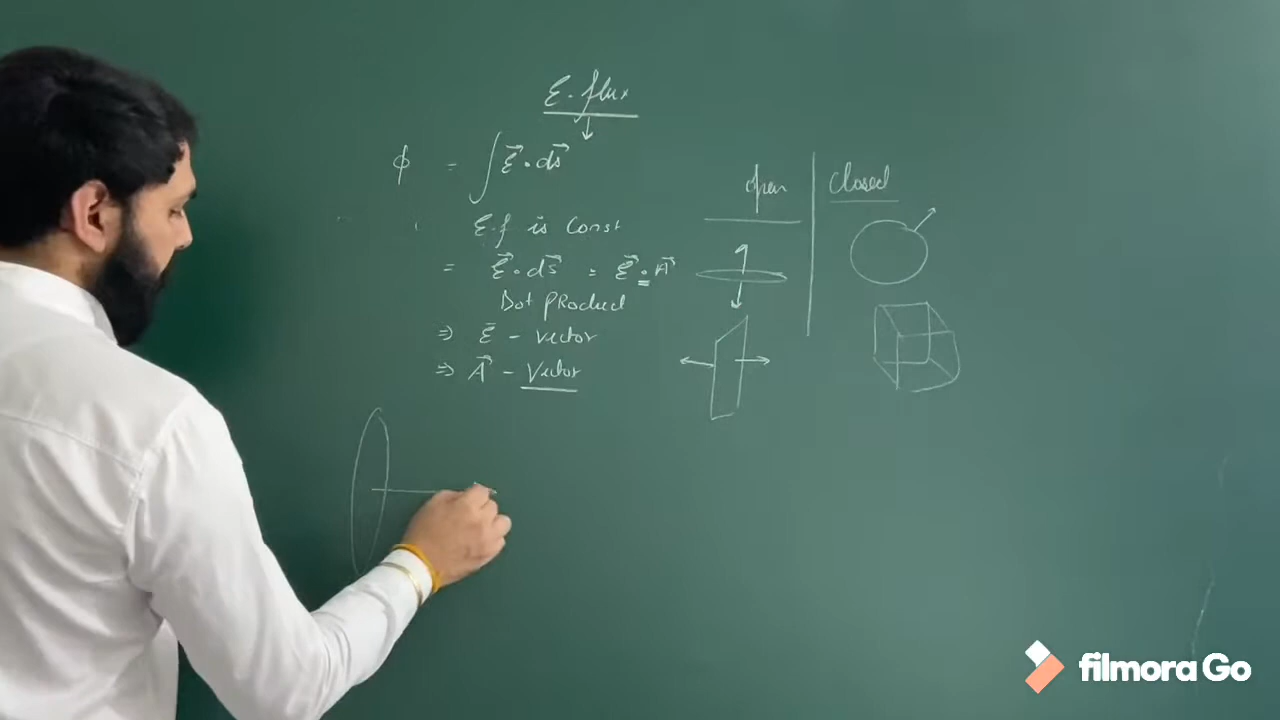 E. flux
ϕ = ∫ E⃗ . ds⃗
E.f is Const
= E⃗ . ds⃗ = E⃗ . A⃗
Dot product
⇒ E⃗ - vector
⇒ A⃗ - Vector
open
closed
filmora Go